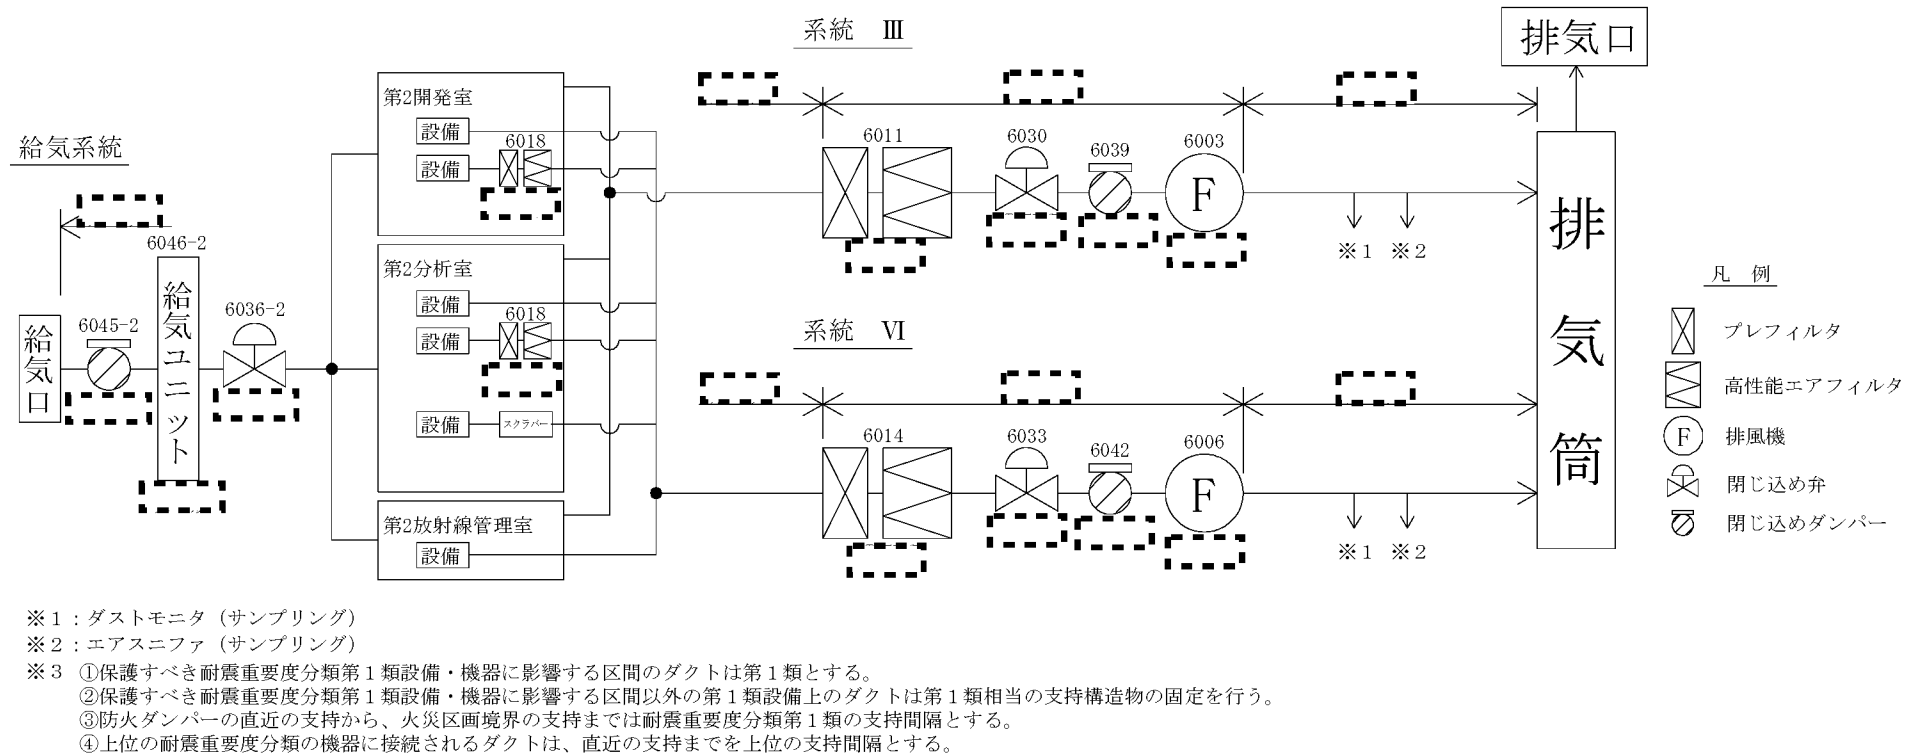 系統　Ⅲ
排気口
給気系統
第2開発室
設備
6018
設備
6011
6030
6039
6003
F
※１
※２
排気筒
6046-2
給気ユニット
給気口
6045-2
6036-2
第2分析室
設備
6018
設備
設備
スクラバー
第2放射線管理室
設備
系統　Ⅵ
6014
6033
6042
6006
F
※１
※２
凡　例
プレフィルタ
高性能エアフィルタ
F
排風機
閉じ込め弁
閉じ込めダンパー
※１：ダストモニタ（サンプリング）
※２：エアスニファ（サンプリング）
※３　①保護すべき耐震重要度分類第１類設備・機器に影響する区間のダクトは第１類とする。
②保護すべき耐震重要度分類第１類設備・機器に影響する区間以外の第１類設備上のダクトは第１類相当の支持構造物の固定を行う。
③防火ダンパーの直近の支持から、火災区画境界の支持までは耐震重要度分類第１類の支持間隔とする。
④上位の耐震重要度分類の機器に接続されるダクトは、直近の支持までを上位の支持間隔とする。